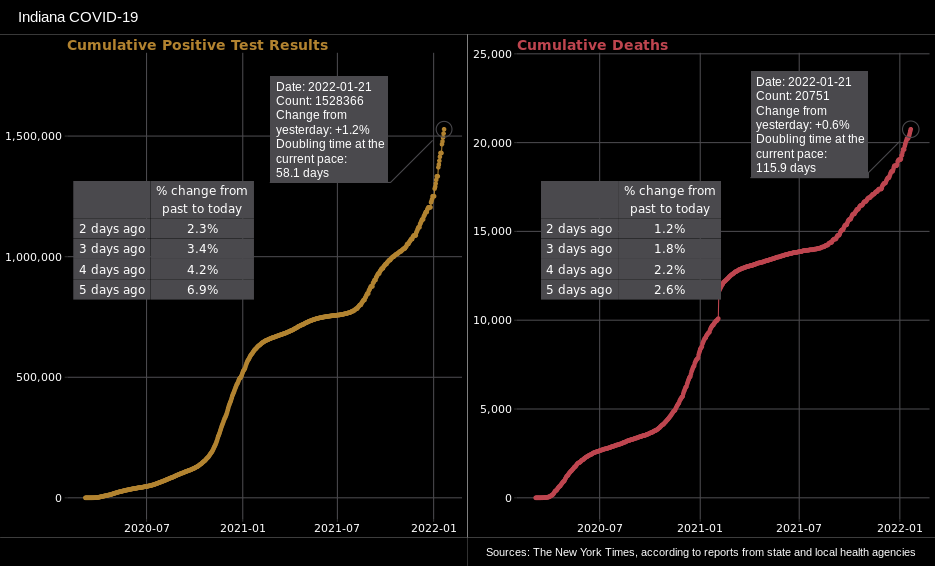 Indiana COVID-19
Cumulative Positive Test Results
Date: 2022-01-21
Count: 1528366
Change from
yesterday: +1.2%
Doubling time at the
current pace:
58.1 days
% change from
past to today
2 days ago 2.3%
3 days ago 3.4%
4 days ago 4.2%
5 days ago 6.9%
1,500,000
1,000,000
500,000
0
2020-07 2021-01 2021-07 2022-01
Cumulative Deaths
Date: 2022-01-21
Count: 20751
Change from
yesterday: +0.6%
Doubling time at the
current pace:
115.9 days
% change from
past to today
2 days ago 1.2%
3 days ago 1.8%
4 days ago 2.2%
5 days ago 2.6%
25,000
20,000
15,000
10,000
5,000
0
2020-07 2021-01 2021-07 2022-01
Sources: The New York Times, according to reports from state and local health agencies